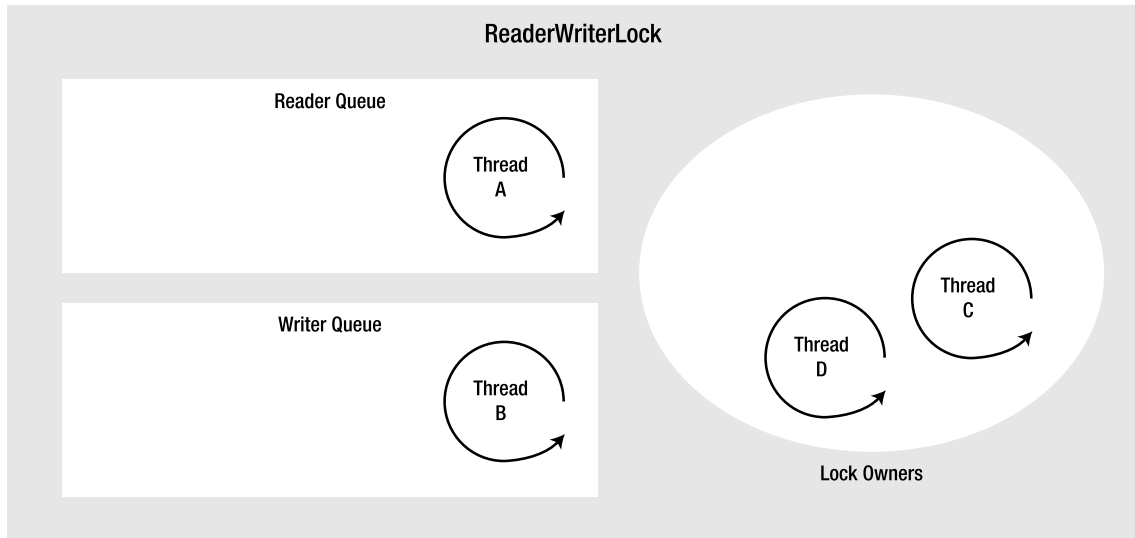 ReaderWriterLock
Reader Queue
Thread
A
Writer Queue
Thread
B
Thread
C
Thread
D
Lock Owners